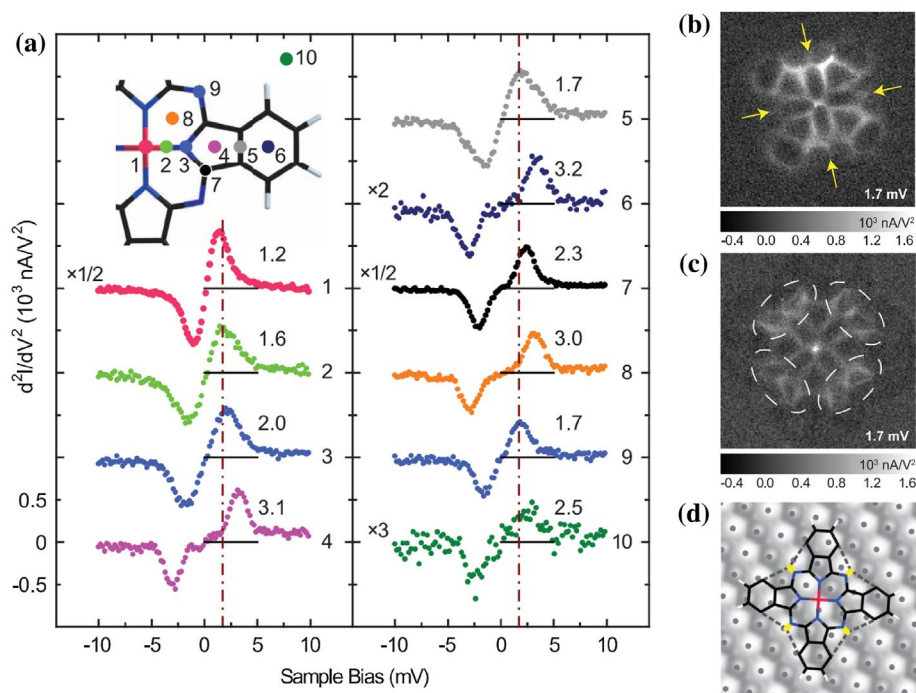 (a)
10
9
8
1
2
3
4
5
6
7
×1/2
1.2
1
1.6
2
2.0
3
3.1
4
1.7
5
×2
3.2
6
×1/2
2.3
7
3.0
8
1.7
9
×3
2.5
10
d²I/dV² (10³ nA/V²)
0.5
0
-0.5
-10 -5 0 5 10
-10 -5 0 5 10
Sample Bias (mV)
(b)
1.7 mV
10³ nA/V²
-0.4 0.0 0.6 1.2 1.6
(c)
1.7 mV
10³ nA/V²
-0.4 0.0 0.4 0.8 1.2 1.6
(d)